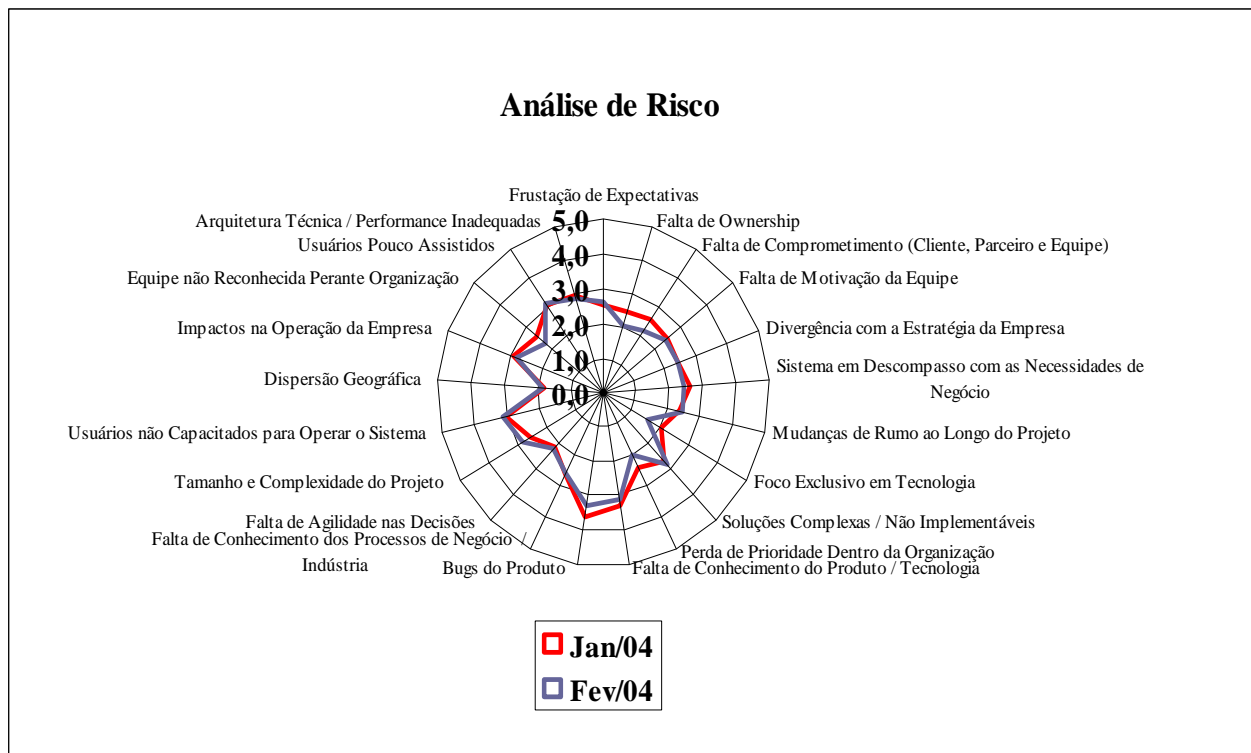 Análise de Risco
Frustação de Expectativas
Arquitetura Técnica / Performance Inadequadas
5,0
Falta de Ownership
Usuários Pouco Assistidos
4,0
Falta de Comprometimento (Cliente, Parceiro e Equipe)
Equipe não Reconhecida Perante Organização
3,0
Falta de Motivação da Equipe
Impactos na Operação da Empresa
2,0
Divergência com a Estratégia da Empresa
1,0
Dispersão Geográfica
0,0
Sistema em Descompasso com as Necessidades de
Negócio
Usuários não Capacitados para Operar o Sistema
Mudanças de Rumo ao Longo do Projeto
Tamanho e Complexidade do Projeto
Foco Exclusivo em Tecnologia
Falta de Agilidade nas Decisões
Soluções Complexas / Não Implementáveis
Falta de Conhecimento dos Processos de Negócio /
Indústria
Perda de Prioridade Dentro da Organização
Bugs do Produto
Falta de Conhecimento do Produto / Tecnologia
Jan/04
Fev/04